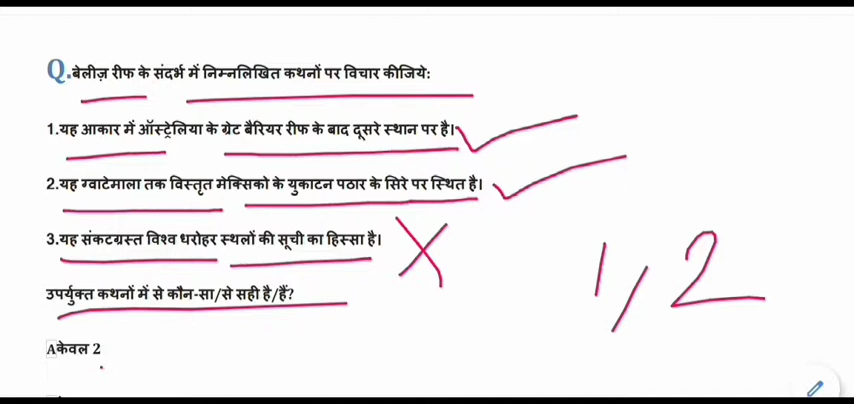 Q.बेलीज़ रीफ के संदर्भ में निम्नलिखित कथनों पर विचार कीजिये:
1.यह आकार में ऑस्ट्रेलिया के ग्रेट बैरियर रीफ के बाद दूसरे स्थान पर है।
2.यह ग्वाटेमाला तक विस्तृत मेक्सिको के युकाटन पठार के सिरे पर स्थित है।
3.यह संकटग्रस्त विश्व धरोहर स्थलों की सूची का हिस्सा है।
1, 2
उपर्युक्त कथनों में से कौन-सा/से सही है/हैं?
Aकेवल 2